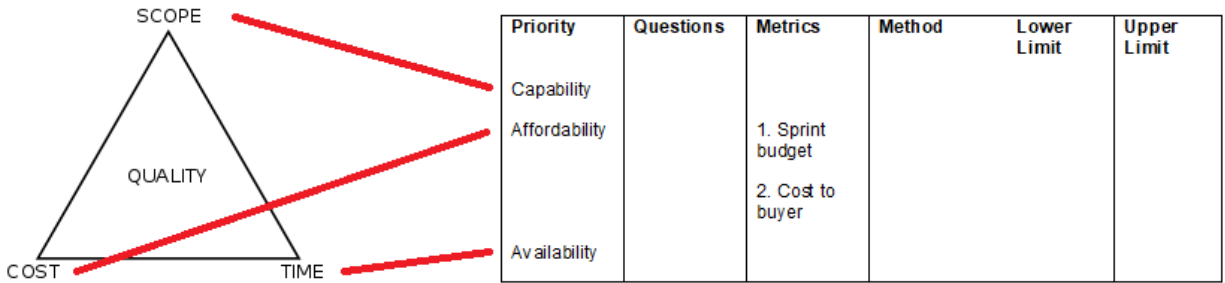 SCOPE
QUALITY
COST
TIME
Priority Questions Metrics Method Lower Upper
Limit Limit
Capability
Affordability 1. Sprint
budget
2. Cost to
buyer
Availability